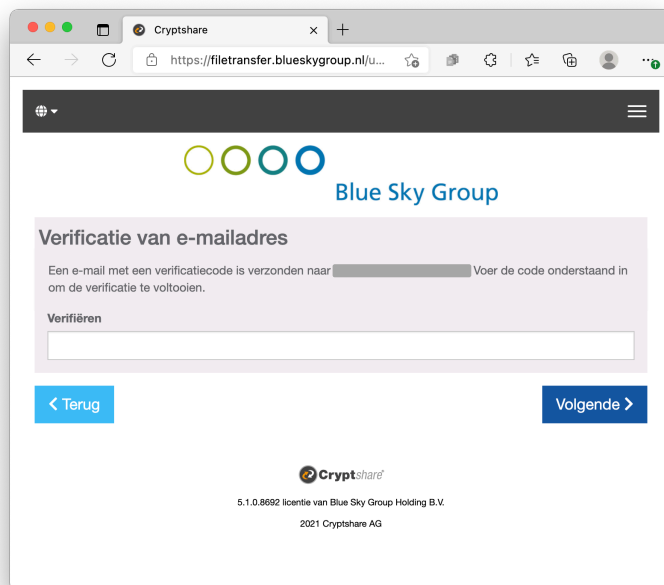 Cryptshare
https://filetransfer.blueskygroup.nl/u...
Blue Sky Group
Verificatie van e-mailadres
Een e-mail met een verificatiecode is verzonden naar Voer de code onderstaand in
om de verificatie te voltooien.
Verifiëren
Terug
Volgende
Cryptshare®
5.1.0.8692 licentie van Blue Sky Group Holding B.V.
2021 Cryptshare AG